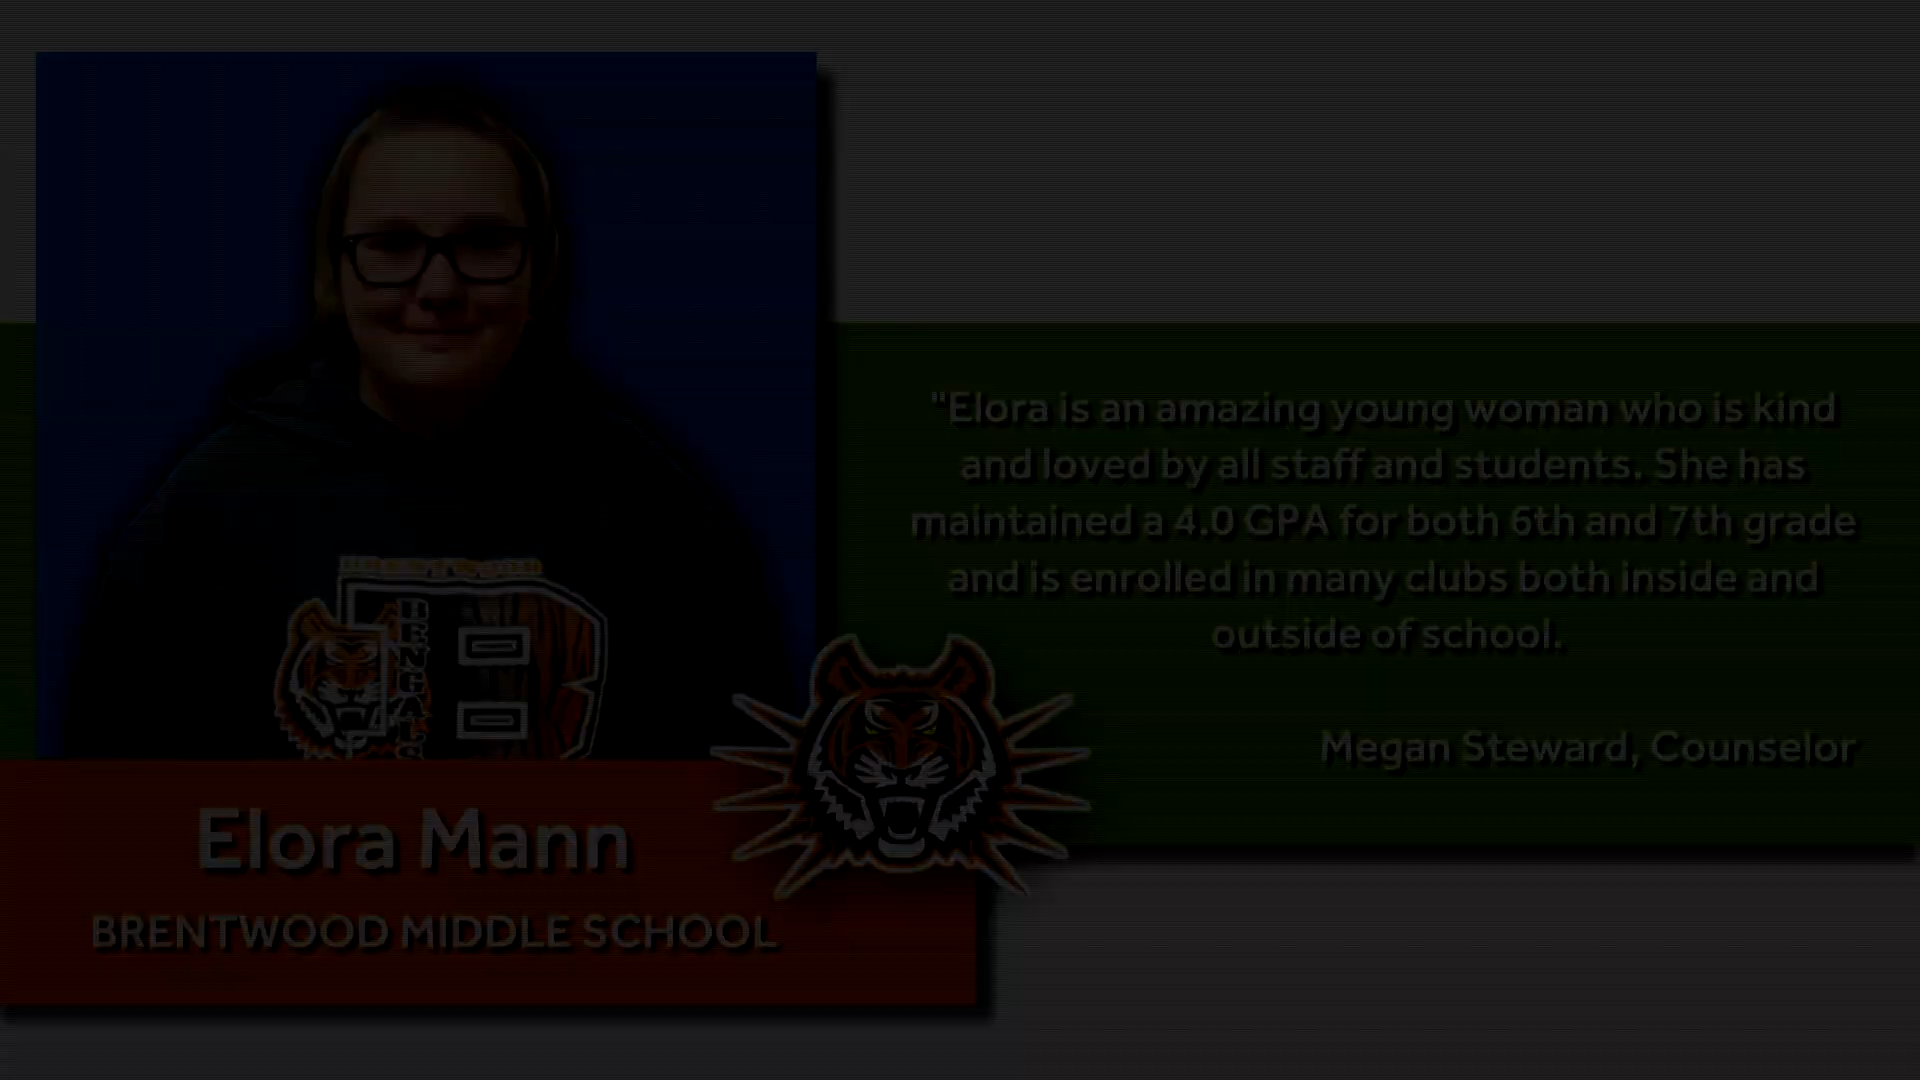 "Elora is an amazing young woman who is kind
and loved by all staff and students. She has
maintained a 4.0 GPA for both 6th and 7th grade
and is enrolled in many clubs both inside and
outside of school.
Megan Steward, Counselor
BRENTWOOD
BENGALS
Elora Mann
BRENTWOOD MIDDLE SCHOOL